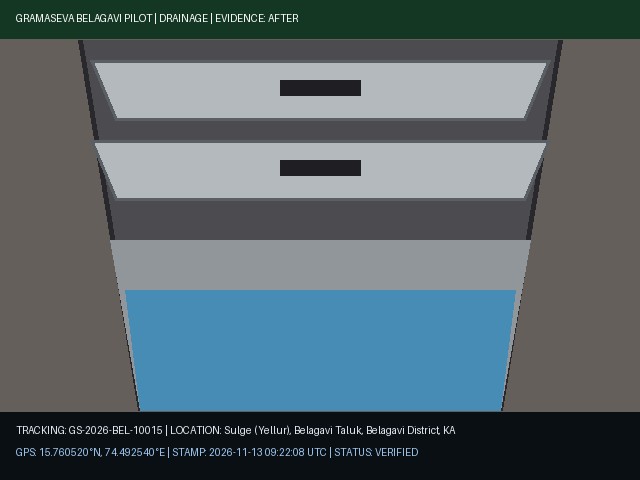 GRAMASEVA BELAGAVI PILOT | DRAINAGE | EVIDENCE: AFTER
TRACKING: GS-2026-BEL-10015 | LOCATION: Sulge (Yellur), Belagavi Taluk, Belagavi District, KA
GPS: 15.760520°N, 74.492540°E | STAMP: 2026-11-13 09:22:08 UTC | STATUS: VERIFIED